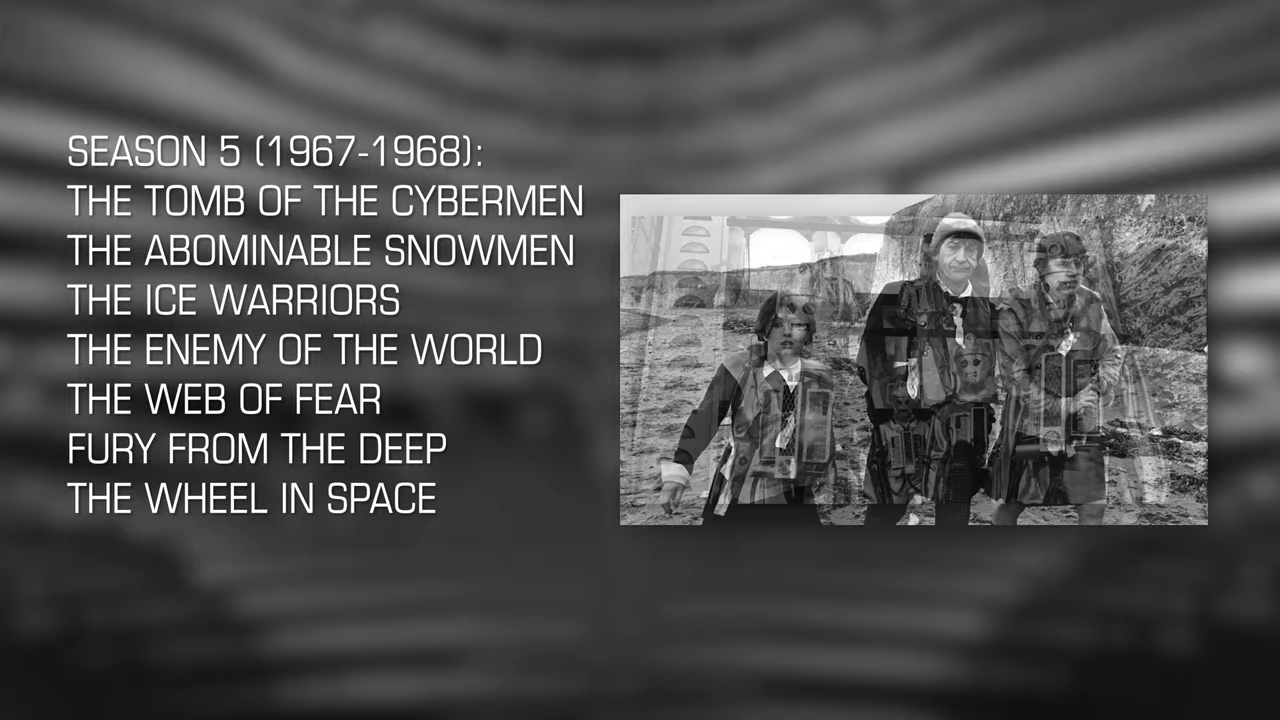 SEASON 5 (1967-1968):
THE TOMB OF THE CYBERMEN
THE ABOMINABLE SNOWMEN
THE ICE WARRIORS
THE ENEMY OF THE WORLD
THE WEB OF FEAR
FURY FROM THE DEEP
THE WHEEL IN SPACE